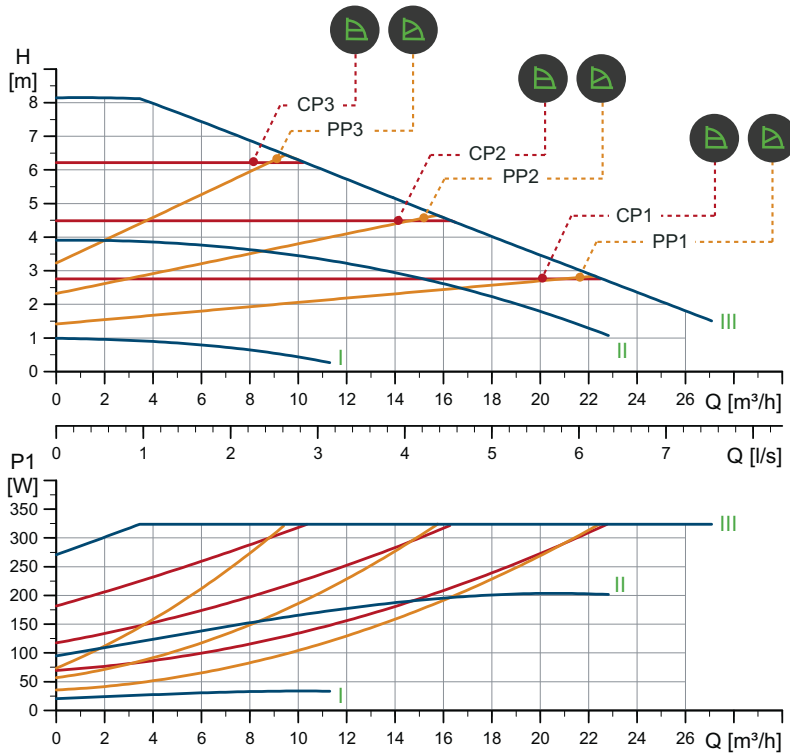 H
[m]
8
7
6
5
4
3
2
1
0
CP3
PP3
CP2
PP2
CP1
PP1
I
II
III
0 2 4 6 8 10 12 14 16 18 20 22 24 26 Q [m³/h]
0 1 2 3 4 5 6 7 Q [l/s]
P1
[W]
350
300
250
200
150
100
50
0
III
II
I
0 2 4 6 8 10 12 14 16 18 20 22 24 26 Q [m³/h]